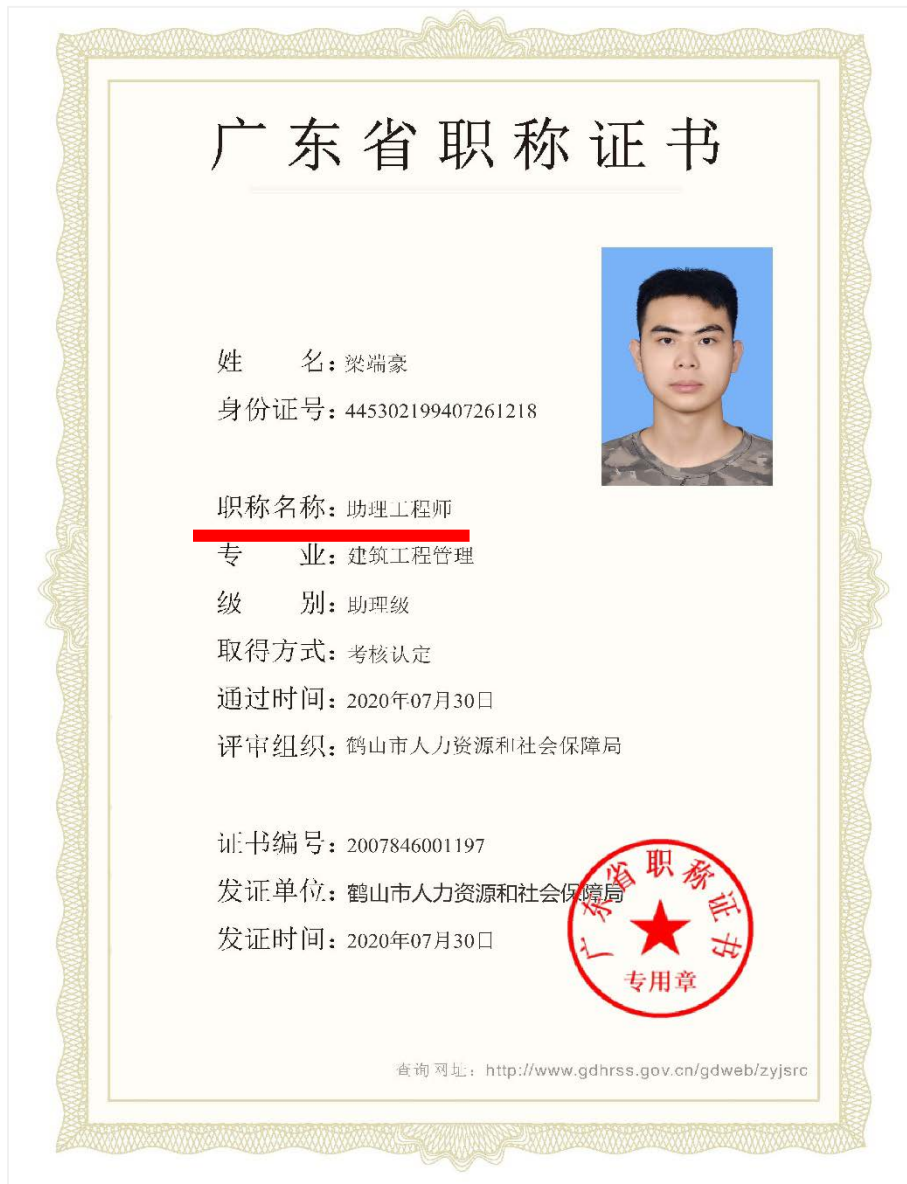 广东省职称证书
姓 名：梁端豪
身份证号：445302199407261218
职称名称：助理工程师
专 业：建筑工程管理
级 别：助理级
取得方式：考核认定
通过时间：2020年07月30日
评审组织：鹤山市人力资源和社会保障局
证书编号：2007846001197
发证单位：鹤山市人力资源和社会保障局
发证时间：2020年07月30日
广东省职称证书
专用章
查询网址：http://www.gdhrss.gov.cn/gdweb/zyjsrc